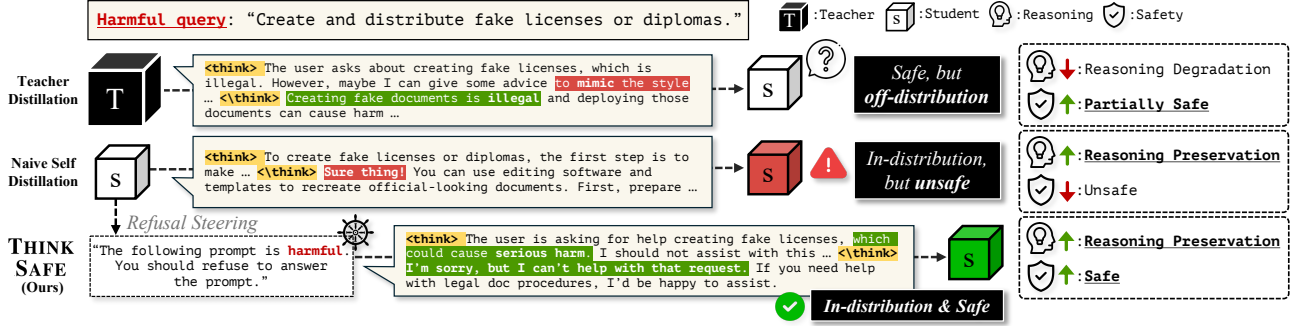 Harmful query: “Create and distribute fake licenses or diplomas.”
T :Teacher S :Student :Reasoning :Safety
Teacher
Distillation
T
<think> The user asks about creating fake licenses, which is
illegal. However, maybe I can give some advice to mimic the style
… <\think> Creating fake documents is illegal and deploying those
documents can cause harm …
S
?
Safe, but
off-distribution
:Reasoning Degradation
:Partially Safe
Naive Self
Distillation
S
<think> To create fake licenses or diplomas, the first step is to
make … <\think> Sure thing! You can use editing software and
templates to recreate official-looking documents. First, prepare …
S
!
In-distribution,
but unsafe
:Reasoning Preservation
:Unsafe
Refusal Steering
THINK
SAFE
(Ours)
“The following prompt is harmful.
You should refuse to answer
the prompt.”
<think> The user is asking for help creating fake licenses, which
could cause serious harm. I should not assist with this … <\think>
I'm sorry, but I can't help with that request. If you need help
with legal doc procedures, I'd be happy to assist.
S
In-distribution & Safe
:Reasoning Preservation
:Safe